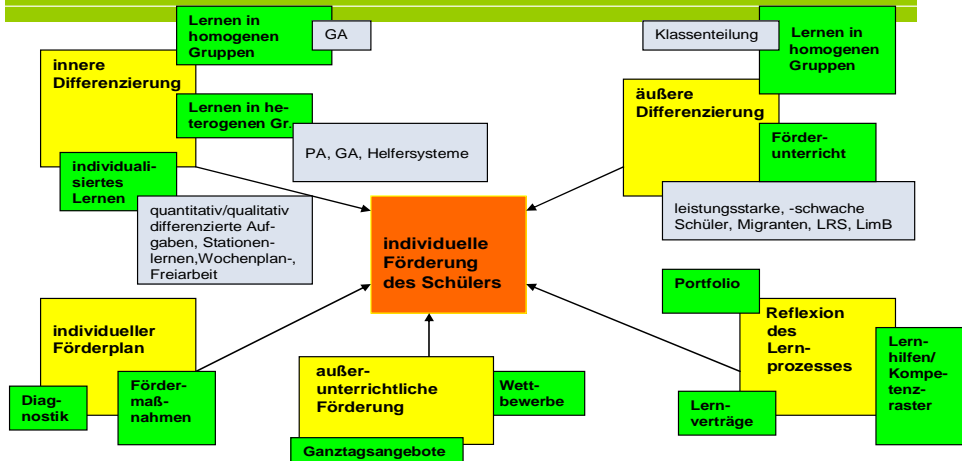 Lernen in
homogenen
Gruppen
GA
innere
Differenzierung
Lernen in he-
terogenen Gr.
PA, GA, Helfersysteme
individuali-
siertes
Lernen
quantitativ/qualitativ
differenzierte Auf-
gaben, Stationen-
lernen,Wochenplan-,
Freiarbeit
Klassenteilung
Lernen in
homogenen
Gruppen
äußere
Differenzierung
Förder-
unterricht
leistungsstarke, -schwache
Schüler, Migranten, LRS, LimB
individuelle
Förderung
des Schülers
individueller
Förderplan
Diag-
nostik
Förder-
maß-
nahmen
außer-
unterrichtliche
Förderung
Wett-
bewerbe
Ganztagsangebote
Portfolio
Reflexion
des
Lern-
prozesses
Lern-
hilfen/
Kompe-
tenz-
raster
Lern-
verträge